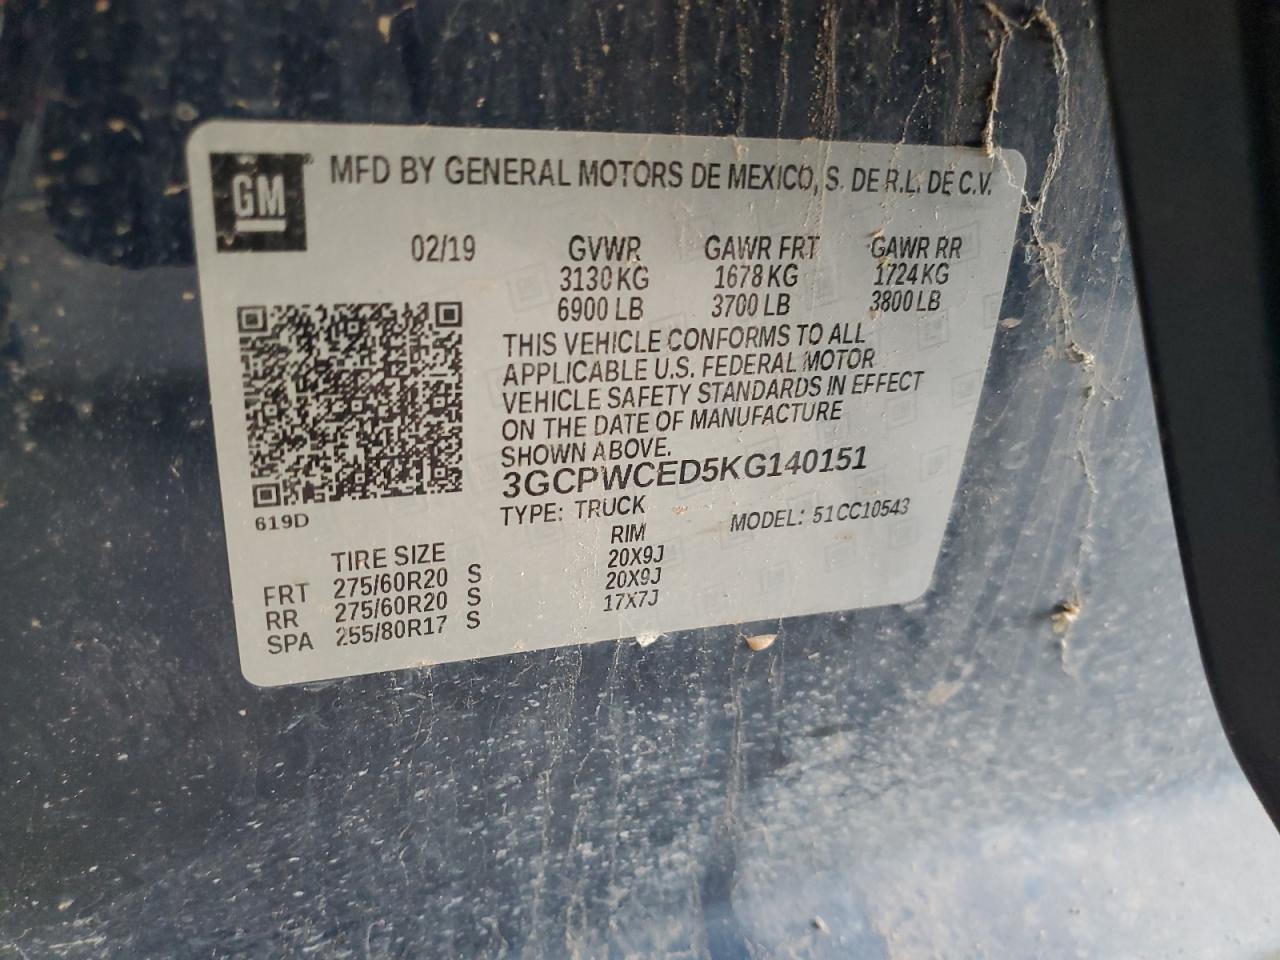 GM® MFD BY GENERAL MOTORS DE MEXICO, S. DE R.L. DE C.V.
02/19 GVWR GAWR FRT GAWR RR
3130 KG 1678 KG 1724 KG
6900 LB 3700 LB 3800 LB
THIS VEHICLE CONFORMS TO ALL
APPLICABLE U.S. FEDERAL MOTOR
VEHICLE SAFETY STANDARDS IN EFFECT
ON THE DATE OF MANUFACTURE
SHOWN ABOVE.
3GCPWCED5KG140151
619D
TYPE: TRUCK MODEL: 51CC10543
TIRE SIZE RIM
FRT 275/60R20 S 20X9J
RR 275/60R20 S 20X9J
SPA 255/80R17 S 17X7J